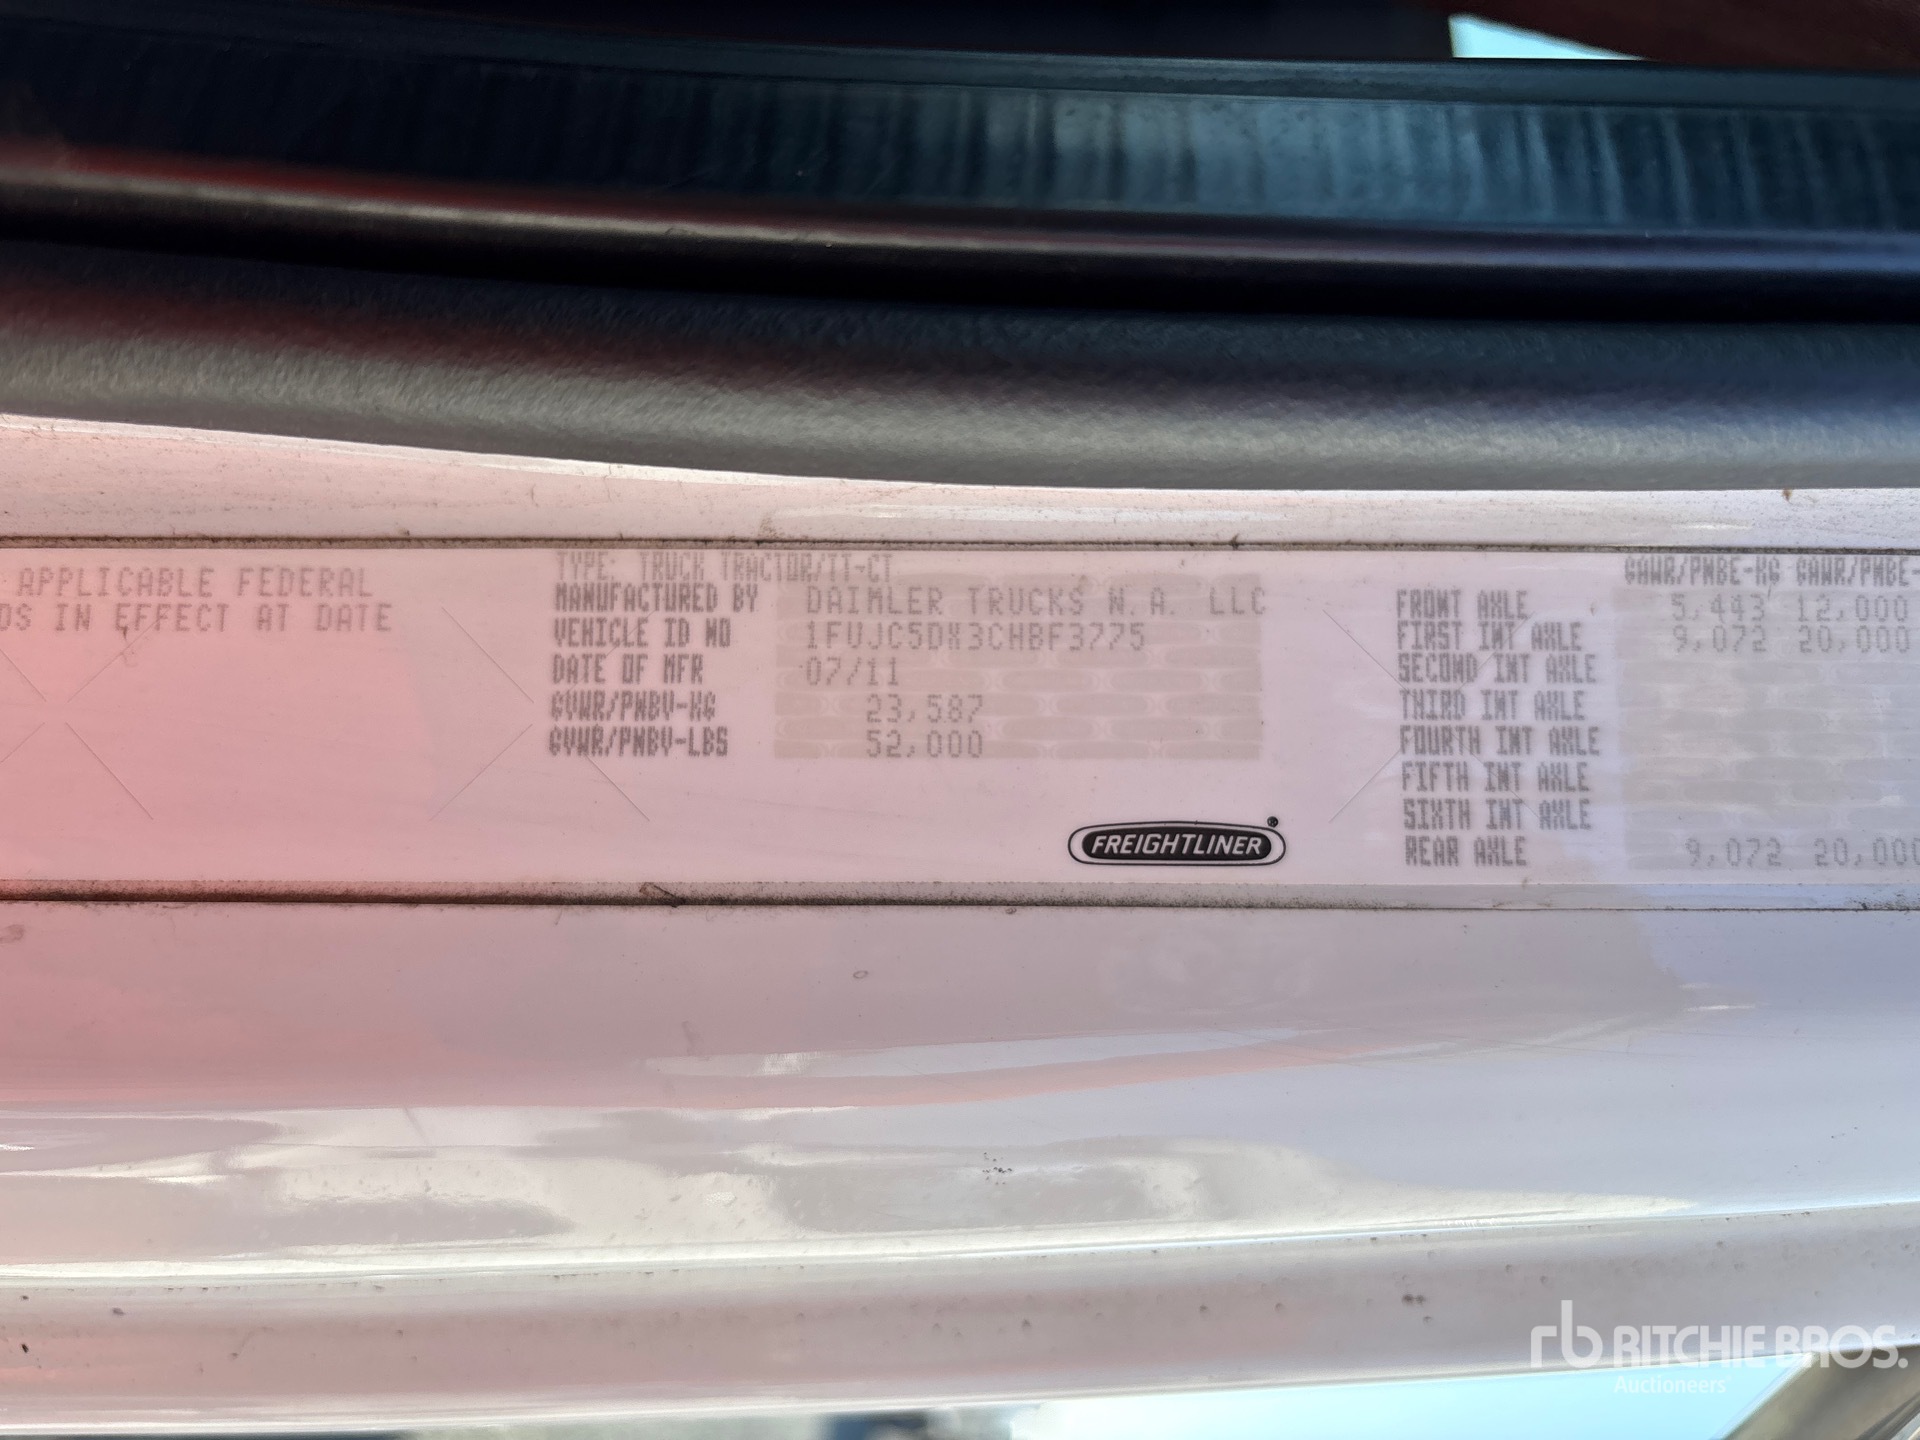 APPLICABLE FEDERAL
DS IN EFFECT AT DATE
TYPE: TRUCK TRACTOR/TT-CT
MANUFACTURED BY DAIMLER TRUCKS N.A. LLC
VEHICLE ID NO 1FUJC5DX3CHBF3775
DATE OF MFR 07/11
GVWR/PNBV-KG 23,587
GVWR/PNBV-LBS 52,000
FREIGHTLINER®
GAWR/PNBE-KG GAWR/PNBE-
FRONT AXLE 5,443 12,000
FIRST INT AXLE 9,072 20,000
SECOND INT AXLE
THIRD INT AXLE
FOURTH INT AXLE
FIFTH INT AXLE
SIXTH INT AXLE
REAR AXLE 9,072 20,000
rb RITCHIE BROS.
Auctioneers